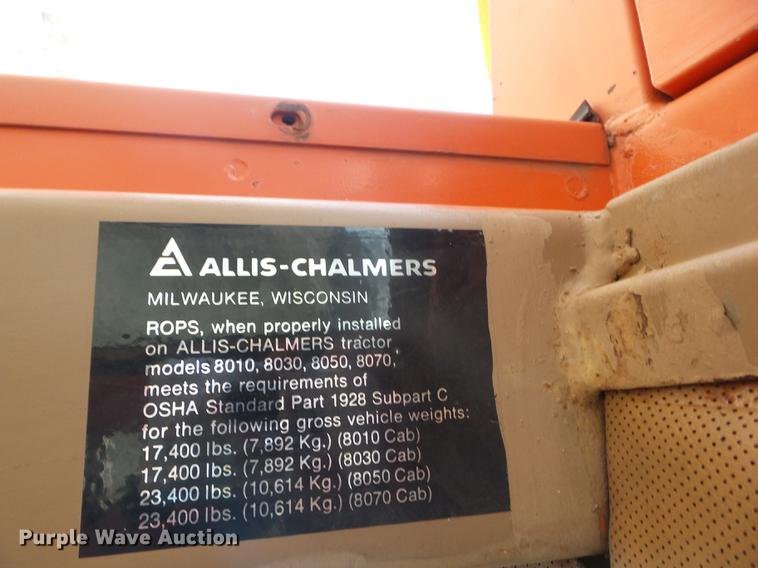 ALLIS-CHALMERS
MILWAUKEE, WISCONSIN
ROPS, when properly installed
on ALLIS-CHALMERS tractor
models 8010, 8030, 8050, 8070,
meets the requirements of
OSHA Standard Part 1928 Subpart C
for the following gross vehicle weights:
17,400 lbs. (7,892 Kg.) (8010 Cab)
17,400 lbs. (7,892 Kg.) (8030 Cab)
23,400 lbs. (10,614 Kg.) (8050 Cab)
23,400 lbs. (10,614 Kg.) (8070 Cab)
Purple Wave Auction